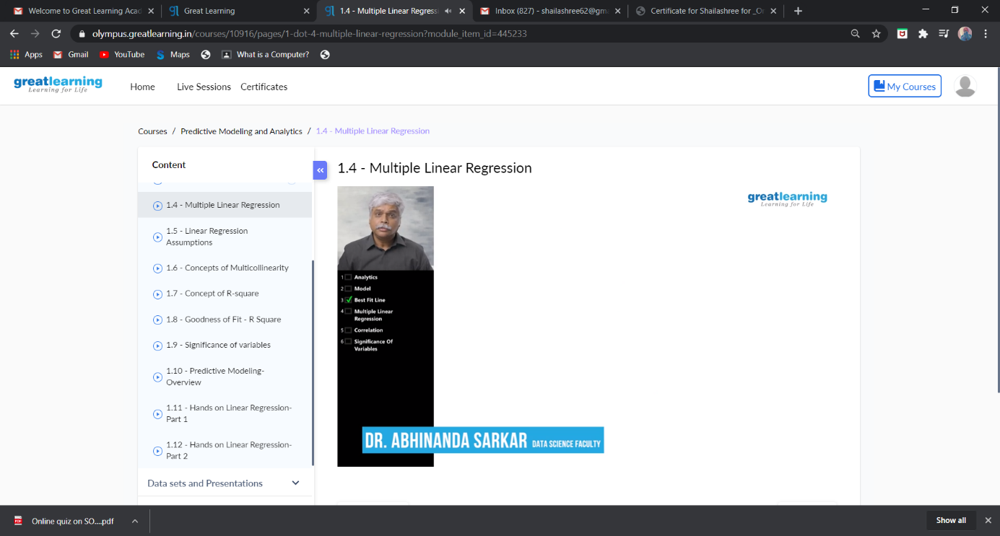 Welcome to Great Learning Acad
Great Learning
1.4 - Multiple Linear Regressi
Inbox (827) - shailashree62@gma
Certificate for Shailashree for _On
olympus.greatlearning.in/courses/10916/pages/1-dot-4-multiple-linear-regression?module_item_id=445233
Apps
Gmail
YouTube
Maps
What is a Computer?
greatlearning
Learning for Life
Home
Live Sessions
Certificates
My Courses
Courses / Predictive Modeling and Analytics / 1.4 - Multiple Linear Regression
Content
1.4 - Multiple Linear Regression
1.5 - Linear Regression
Assumptions
1.6 - Concepts of Multicollinearity
1.7 - Concept of R-square
1.8 - Goodness of Fit - R Square
1.9 - Significance of variables
1.10 - Predictive Modeling-
Overview
1.11 - Hands on Linear Regression-
Part 1
1.12 - Hands on Linear Regression-
Part 2
Data sets and Presentations
«
1.4 - Multiple Linear Regression
greatlearning
Learning for Life
1 Analytics
2 Model
3 Best Fit Line
4 Multiple Linear
Regression
5 Correlation
6 Significance Of
Variables
DR. ABHINANDA SARKAR DATA SCIENCE FACULTY
PDF
Online quiz on SO....pdf
Show all